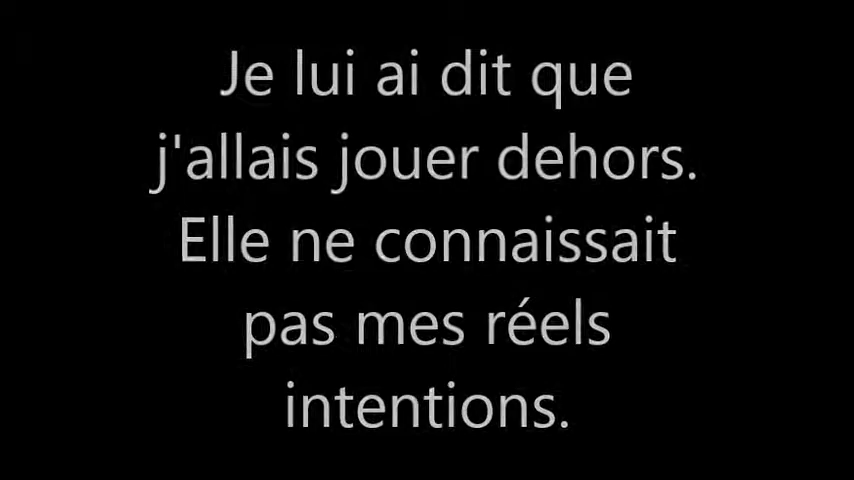 Je lui ai dit que
j'allais jouer dehors.
Elle ne connaissait
pas mes réels
intentions.